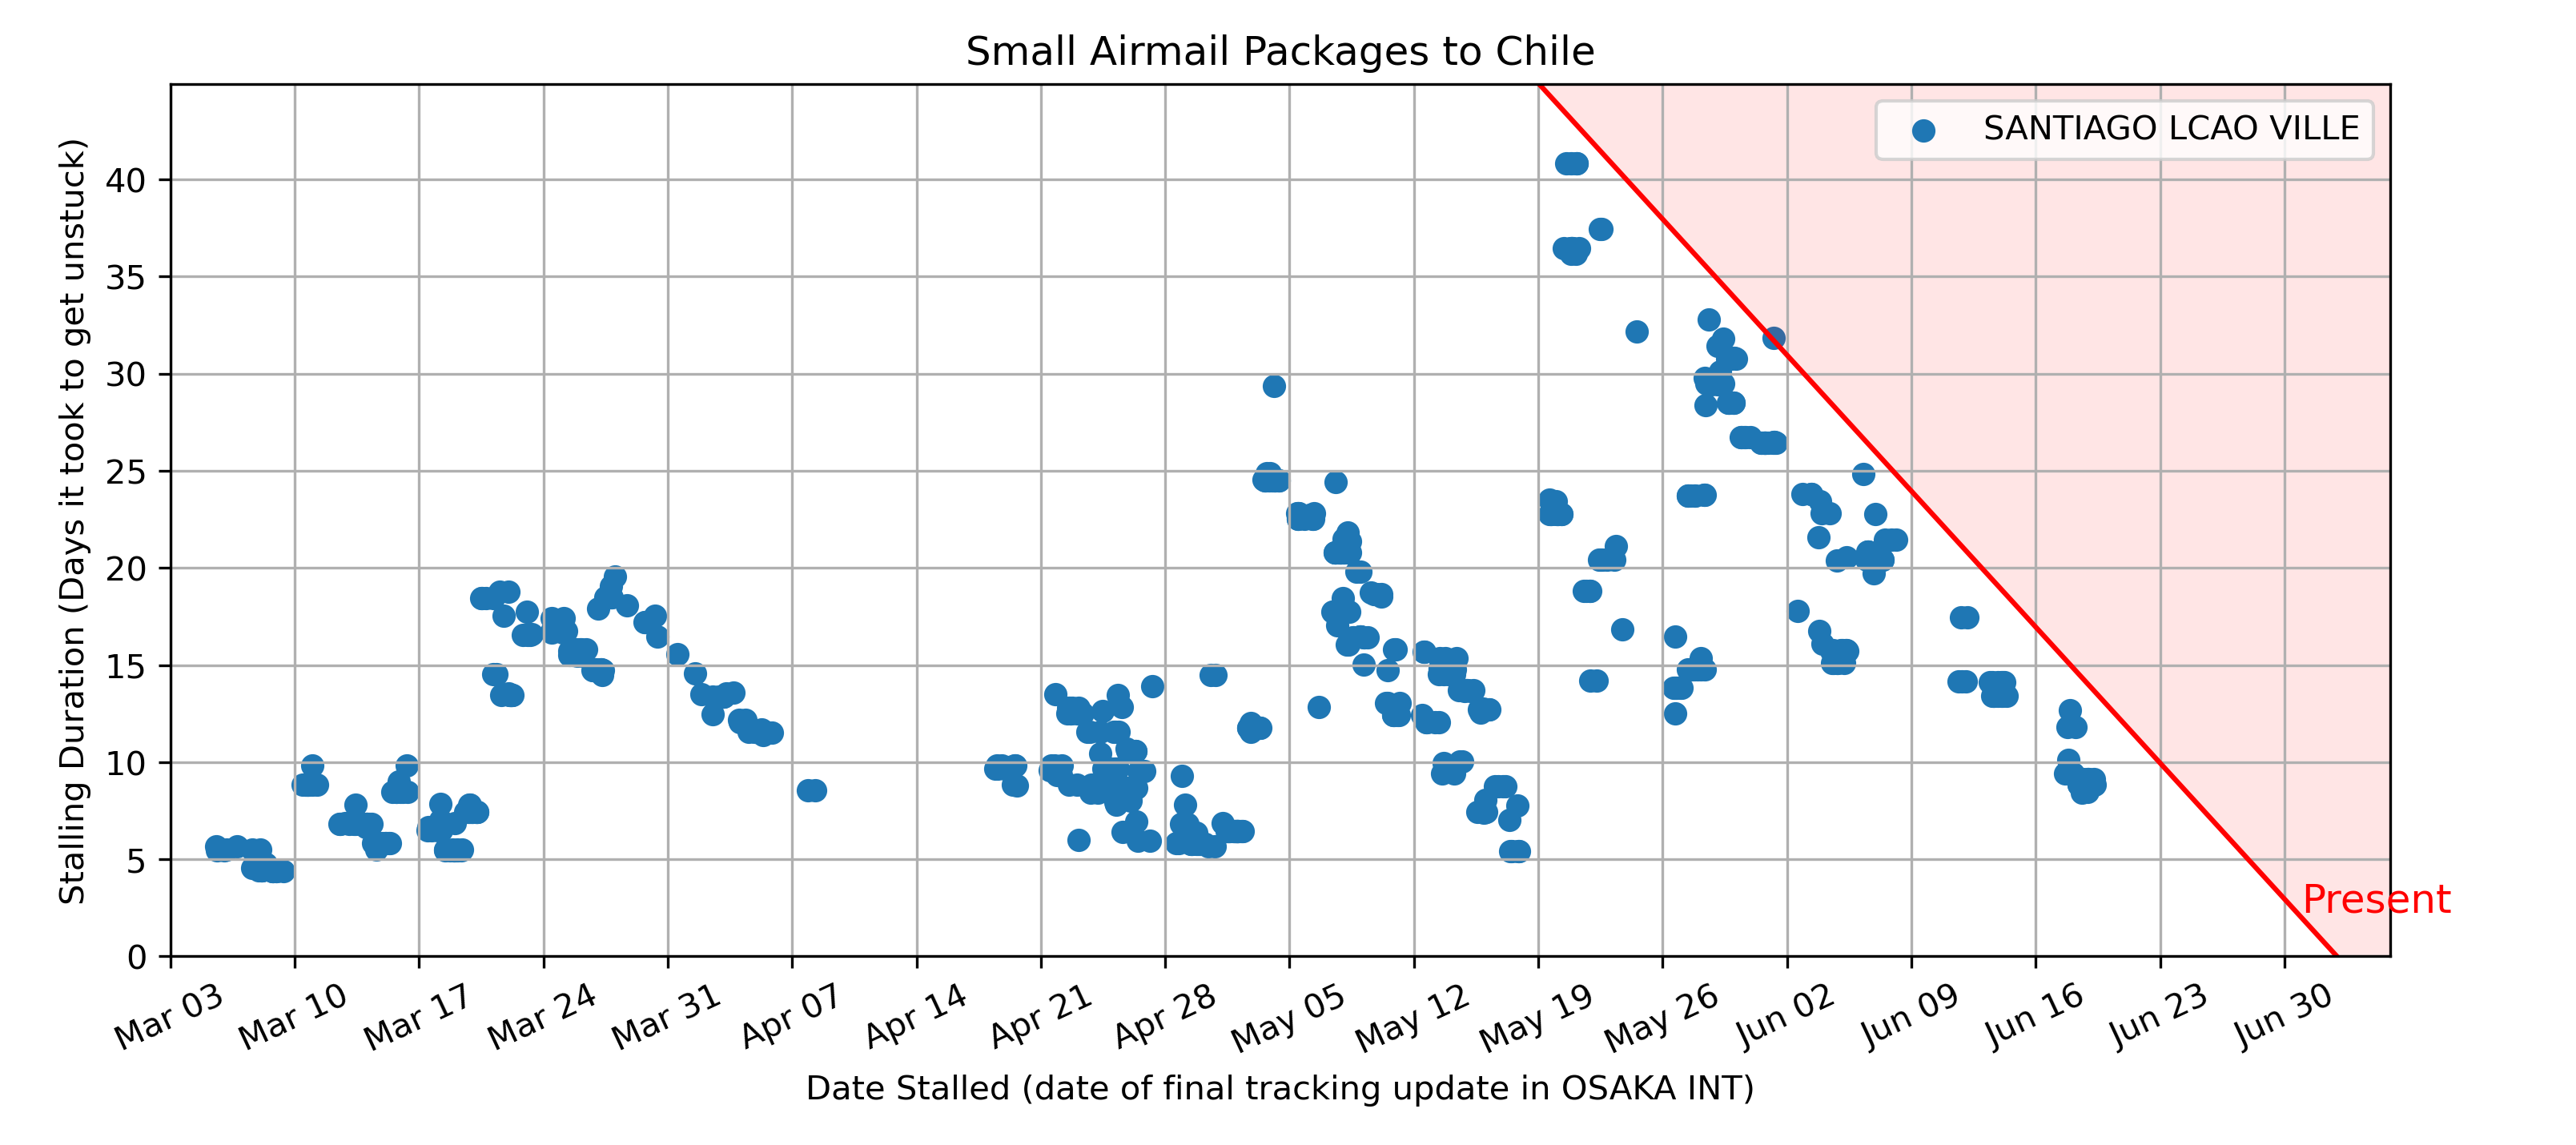 Small Airmail Packages to Chile
SANTIAGO LCAO VILLE
Stalling Duration (Days it took to get unstuck)
40
35
30
25
20
15
10
5
0
Present
Mar 03
Mar 10
Mar 17
Mar 24
Mar 31
Apr 07
Apr 14
Apr 21
Apr 28
May 05
May 12
May 19
May 26
Jun 02
Jun 09
Jun 16
Jun 23
Jun 30
Date Stalled (date of final tracking update in OSAKA INT)